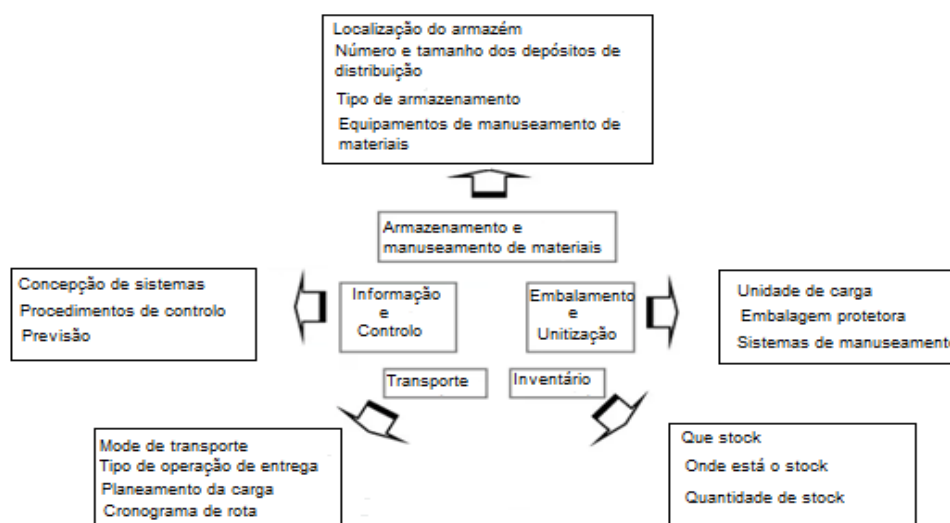 Localização do armazém
Número e tamanho dos depósitos de
distribuição
Tipo de armazenamento
Equipamentos de manuseamento de
materiais
Armazenamento e
manuseamento de materiais
Concepção de sistemas
Procedimentos de controlo
Previsão
Informação
e
Controlo
Embalamento
e
Unitização
Unidade de carga
Embalagem protetora
Sistemas de manuseamento
Transporte
Inventário
Mode de transporte
Tipo de operação de entrega
Planeamento da carga
Cronograma de rota
Que stock
Onde está o stock
Quantidade de stock